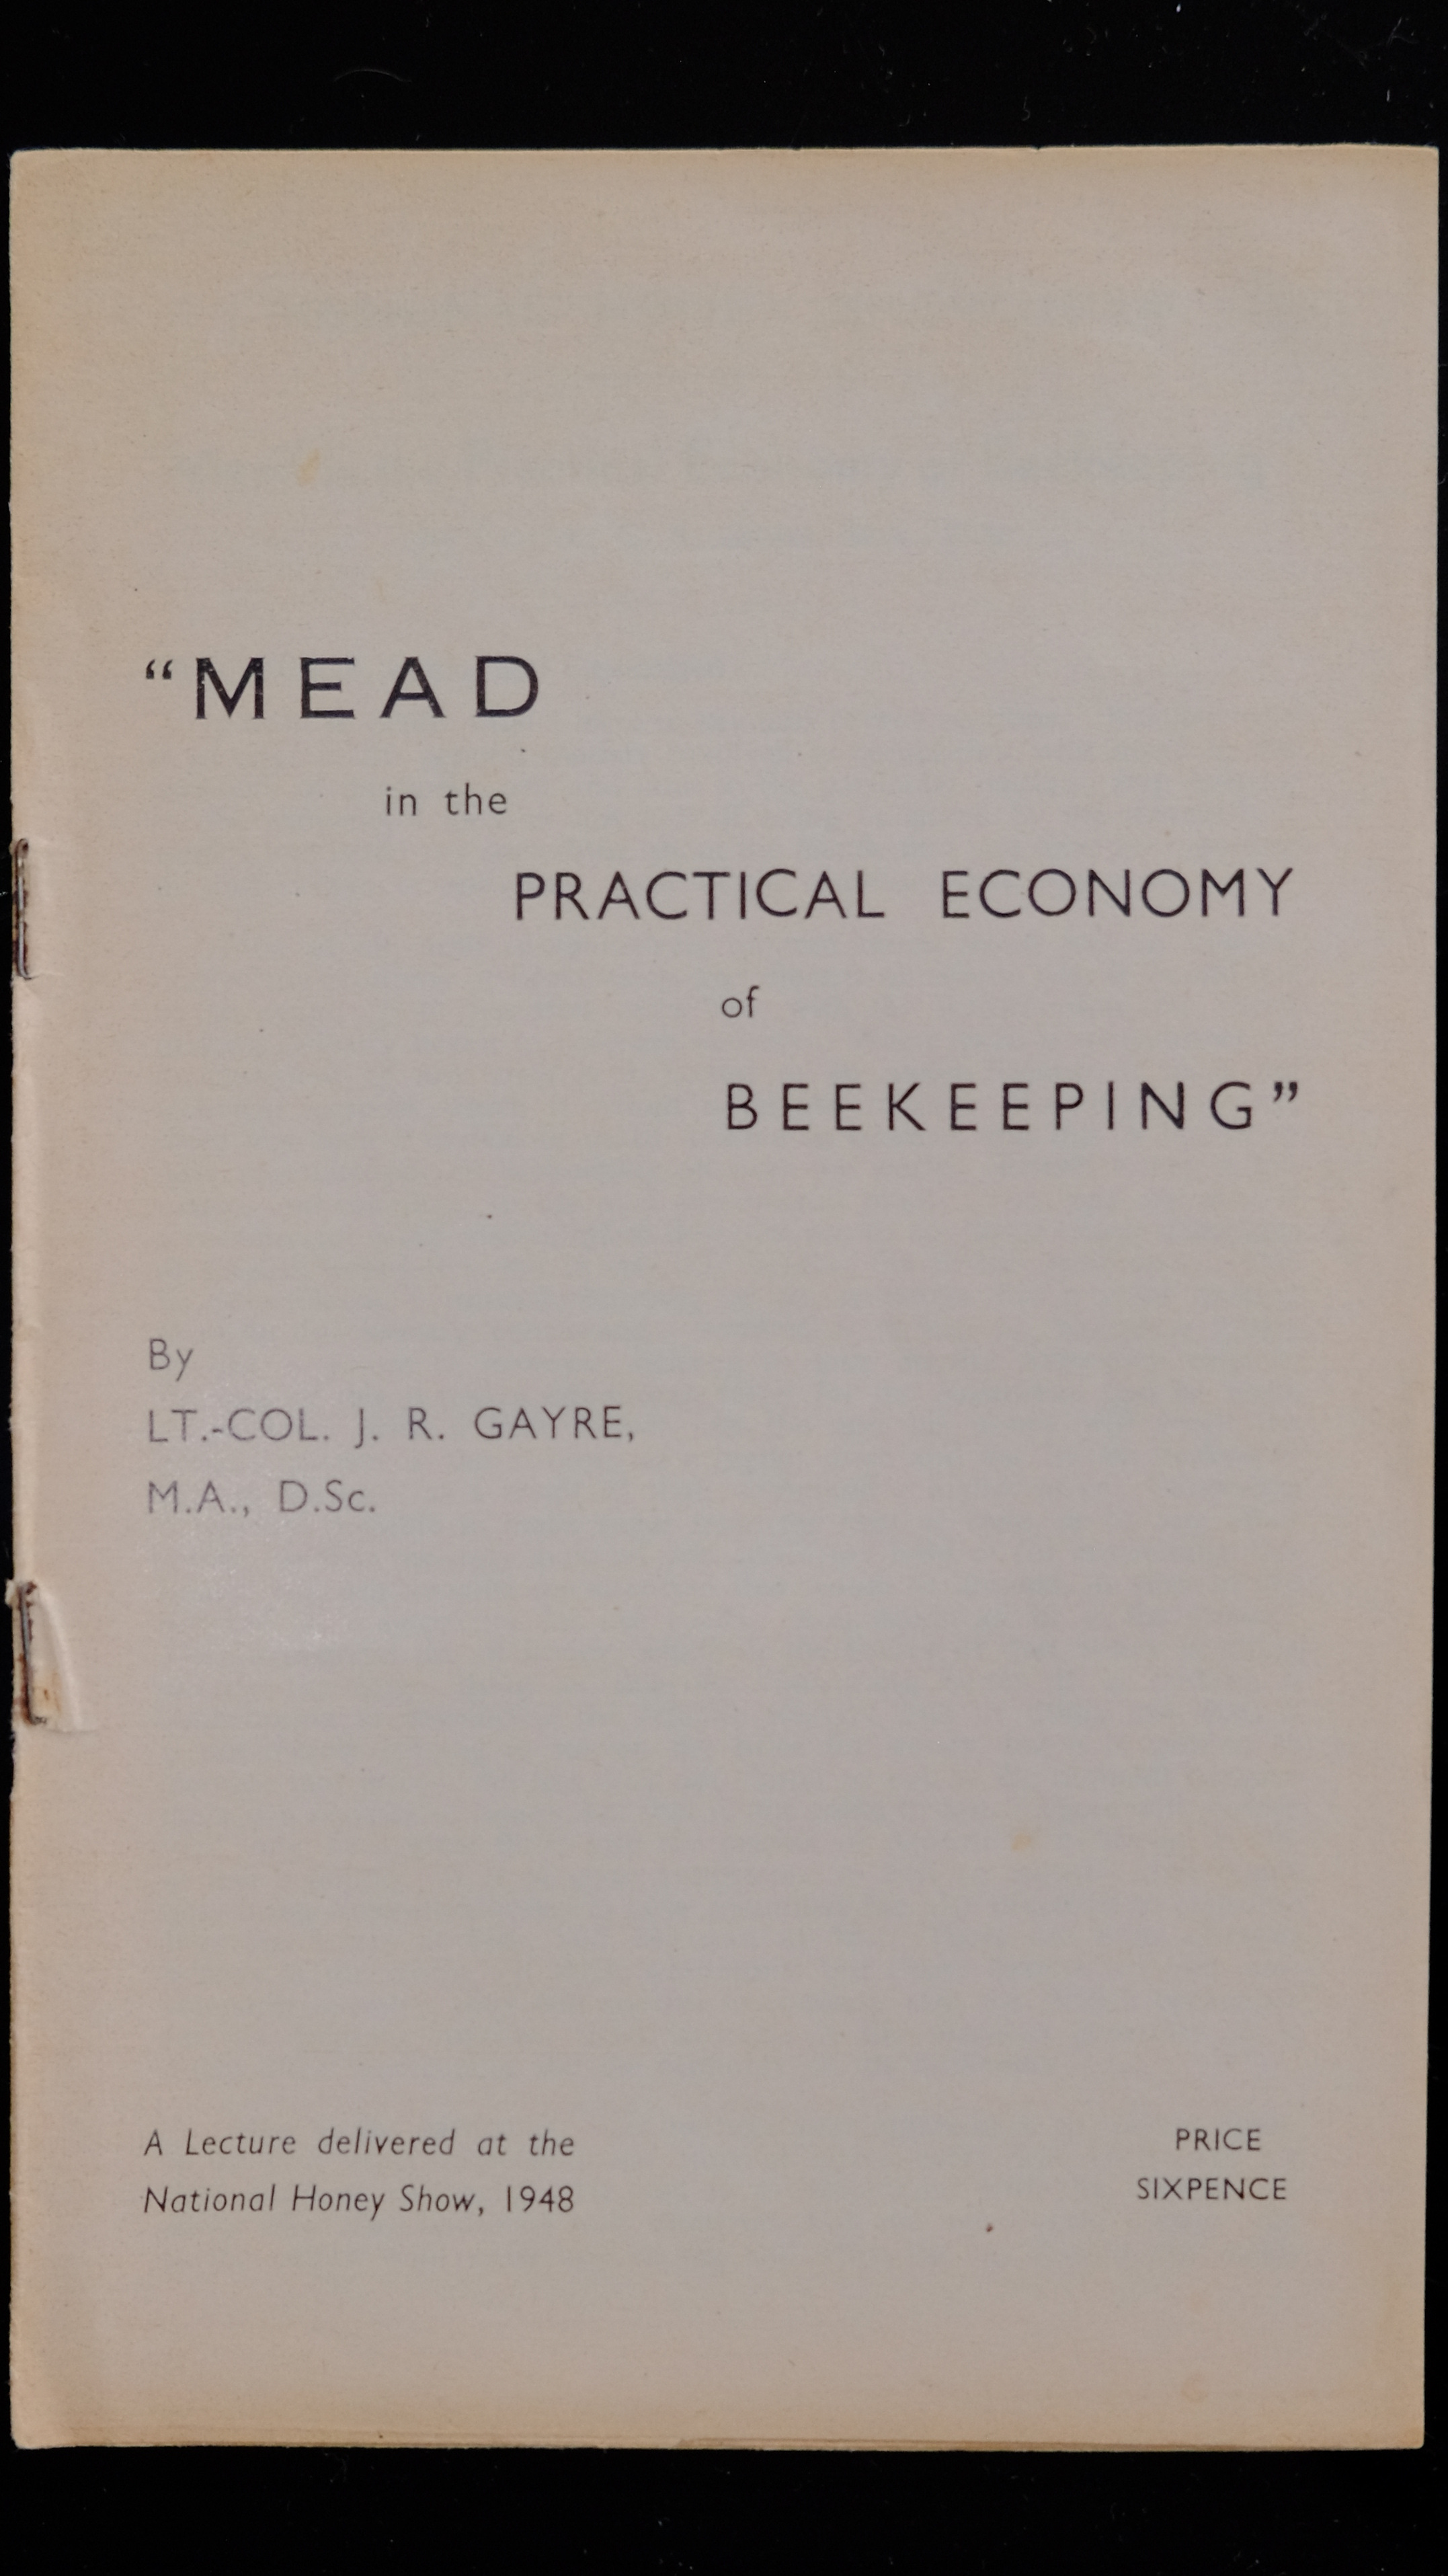 “MEAD
in the
PRACTICAL ECONOMY
of
BEEKEEPING”
By
LT.-COL. J. R. GAYRE,
M.A., D.Sc.
A Lecture delivered at the
National Honey Show, 1948
PRICE
SIXPENCE